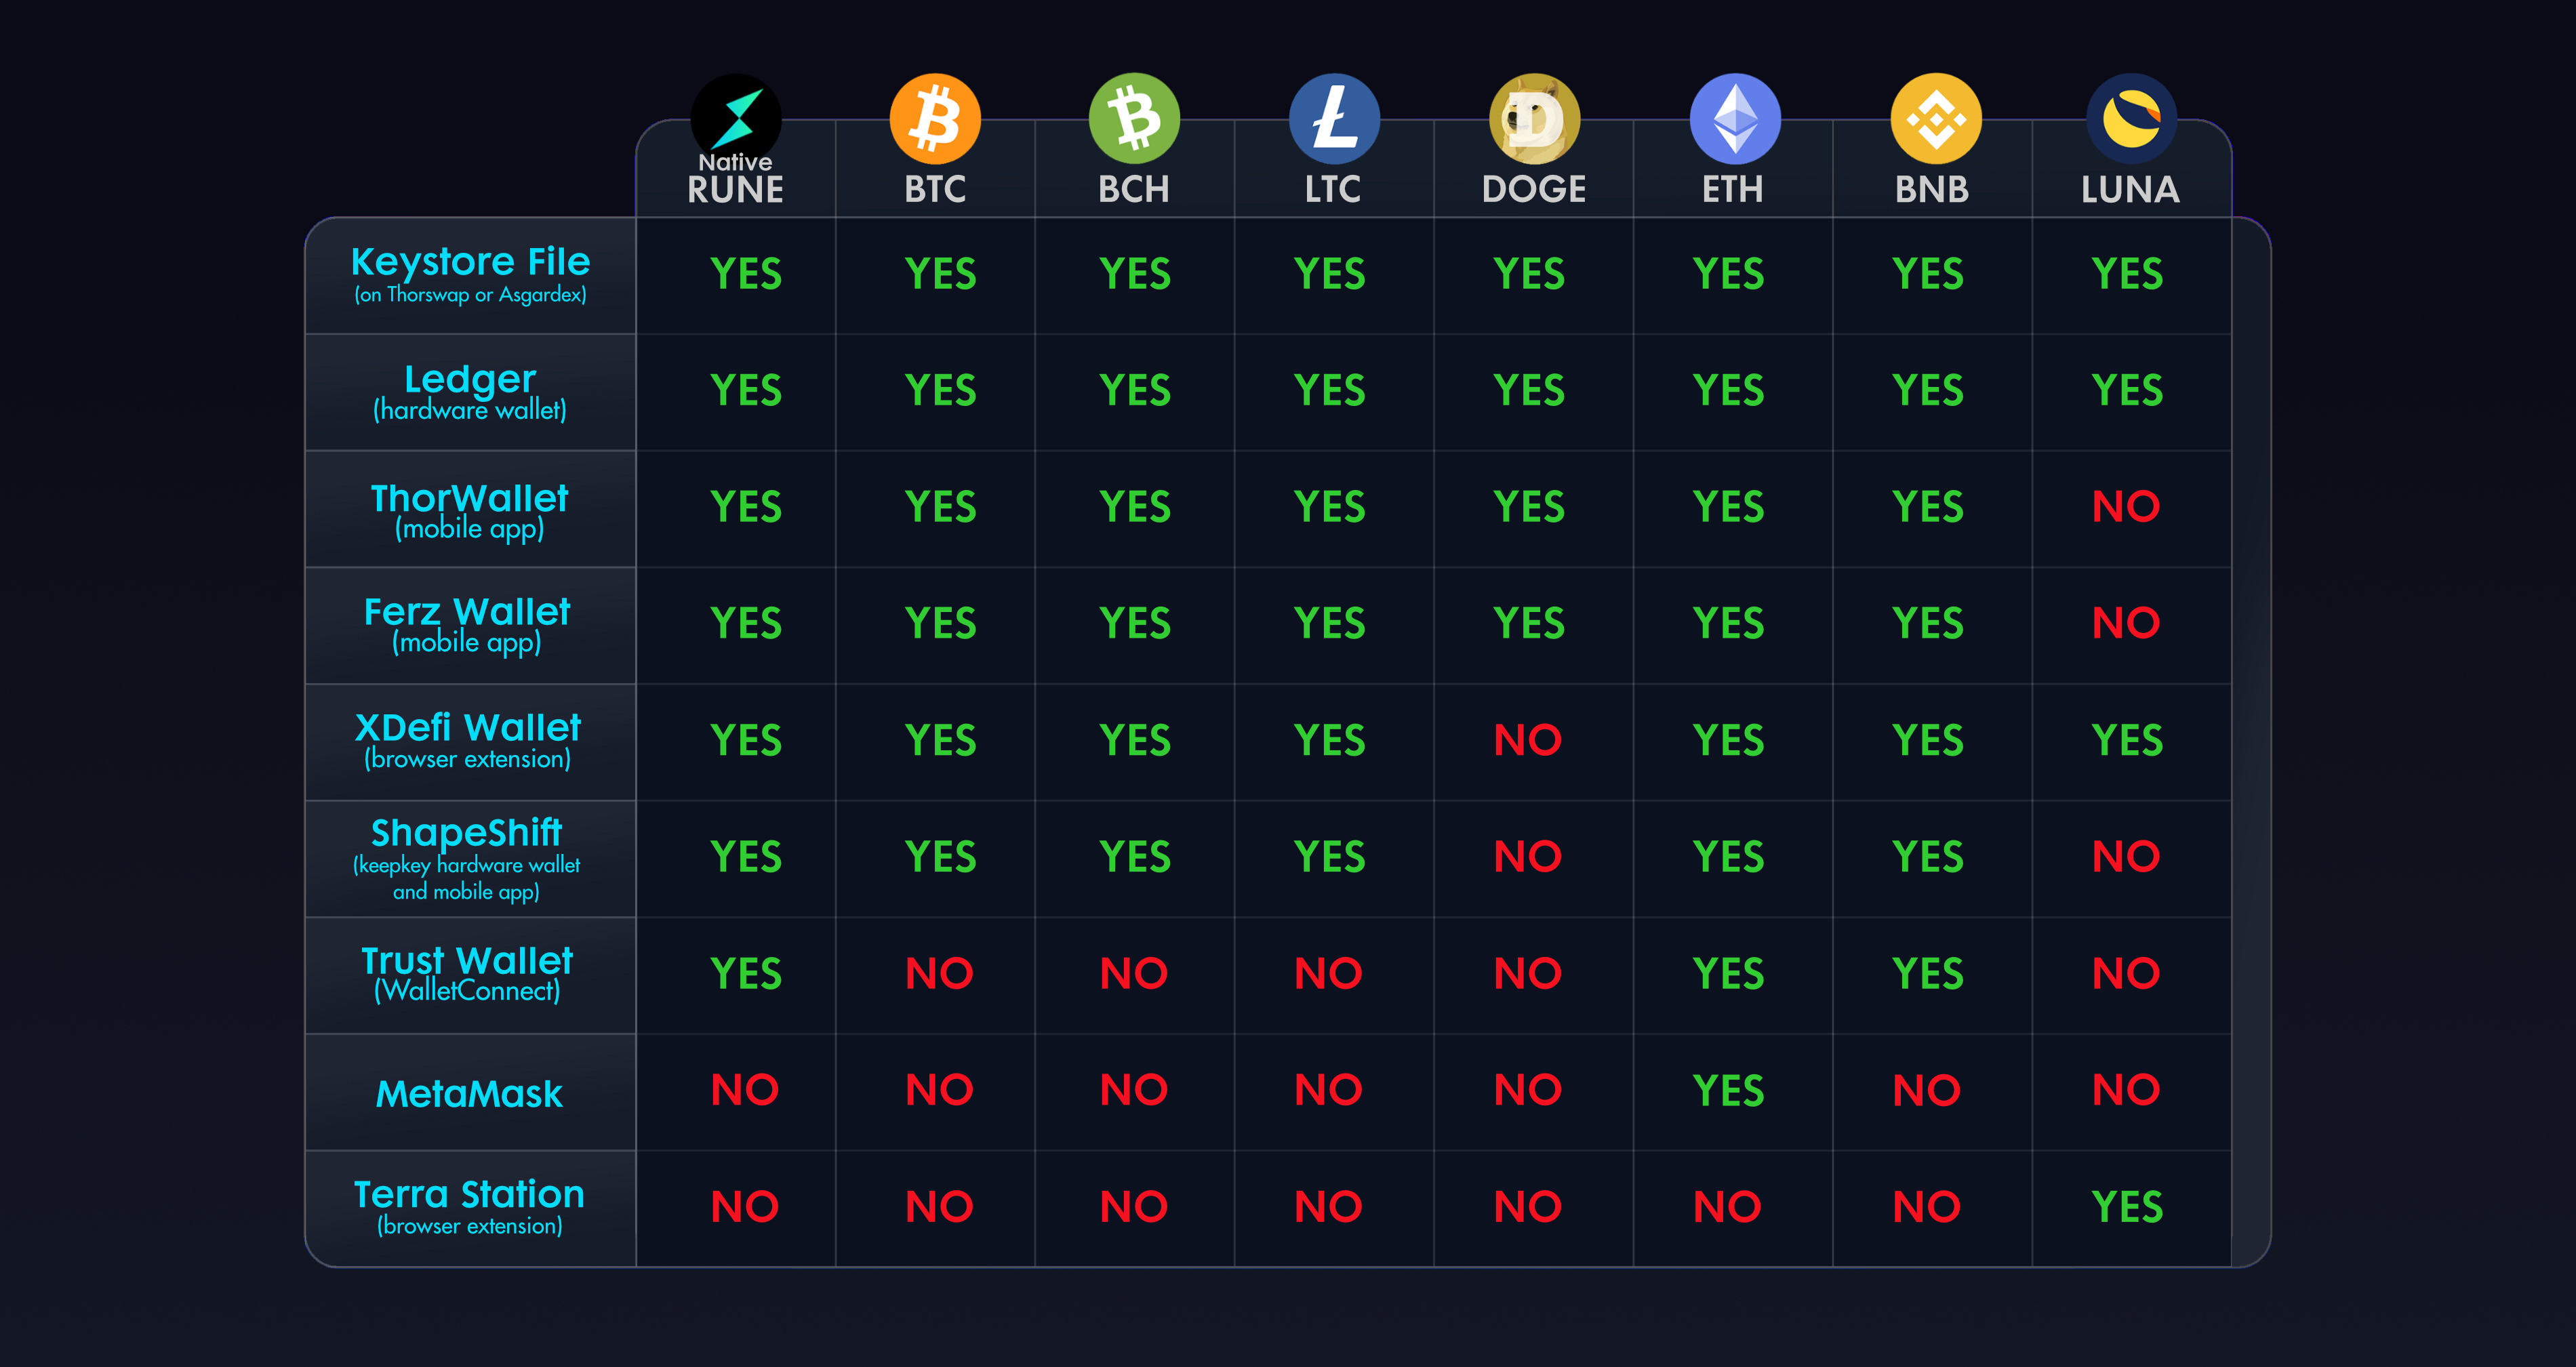 Native
RUNE BTC BCH LTC DOGE ETH BNB LUNA
Keystore File
(on Thorswap or Asgardex)
YES YES YES YES YES YES YES YES
Ledger
(hardware wallet)
YES YES YES YES YES YES YES YES
ThorWallet
(mobile app)
YES YES YES YES YES YES YES NO
Ferz Wallet
(mobile app)
YES YES YES YES YES YES YES NO
XDefi Wallet
(browser extension)
YES YES YES YES NO YES YES YES
ShapeShift
(keepkey hardware wallet
and mobile app)
YES YES YES YES NO YES YES NO
Trust Wallet
(WalletConnect)
YES NO NO NO NO YES YES NO
MetaMask
NO NO NO NO NO YES NO NO
Terra Station
(browser extension)
NO NO NO NO NO NO NO YES